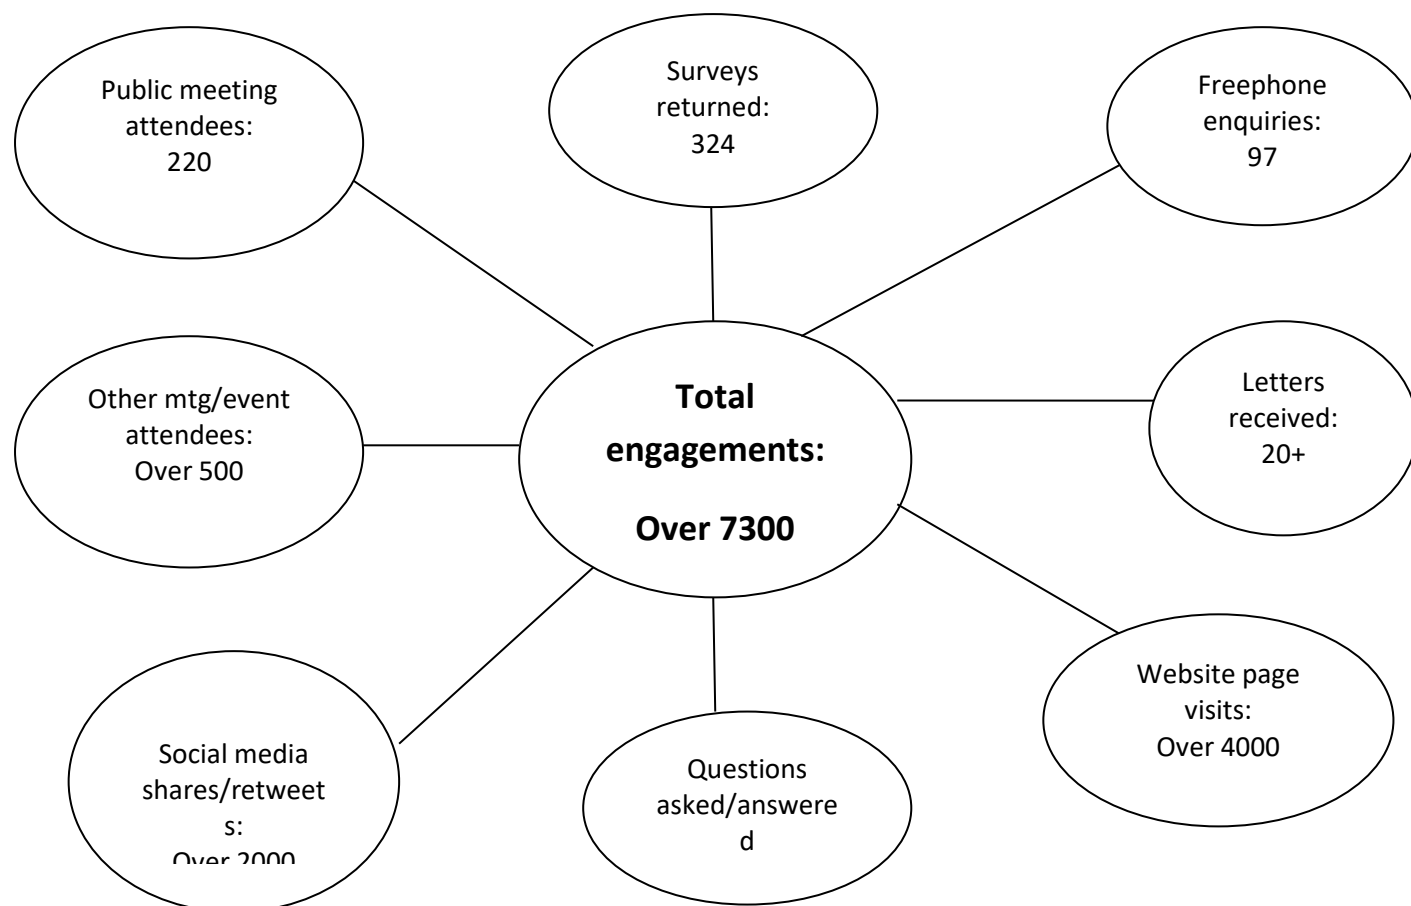 Public meeting
attendees:
220
Surveys
returned:
324
Freephone
enquiries:
97
Other mtg/event
attendees:
Over 500
Total
engagements:
Over 7300
Letters
received:
20+
Social media
shares/retweet
s:
Over 2000
Questions
asked/answere
d
Website page
visits:
Over 4000